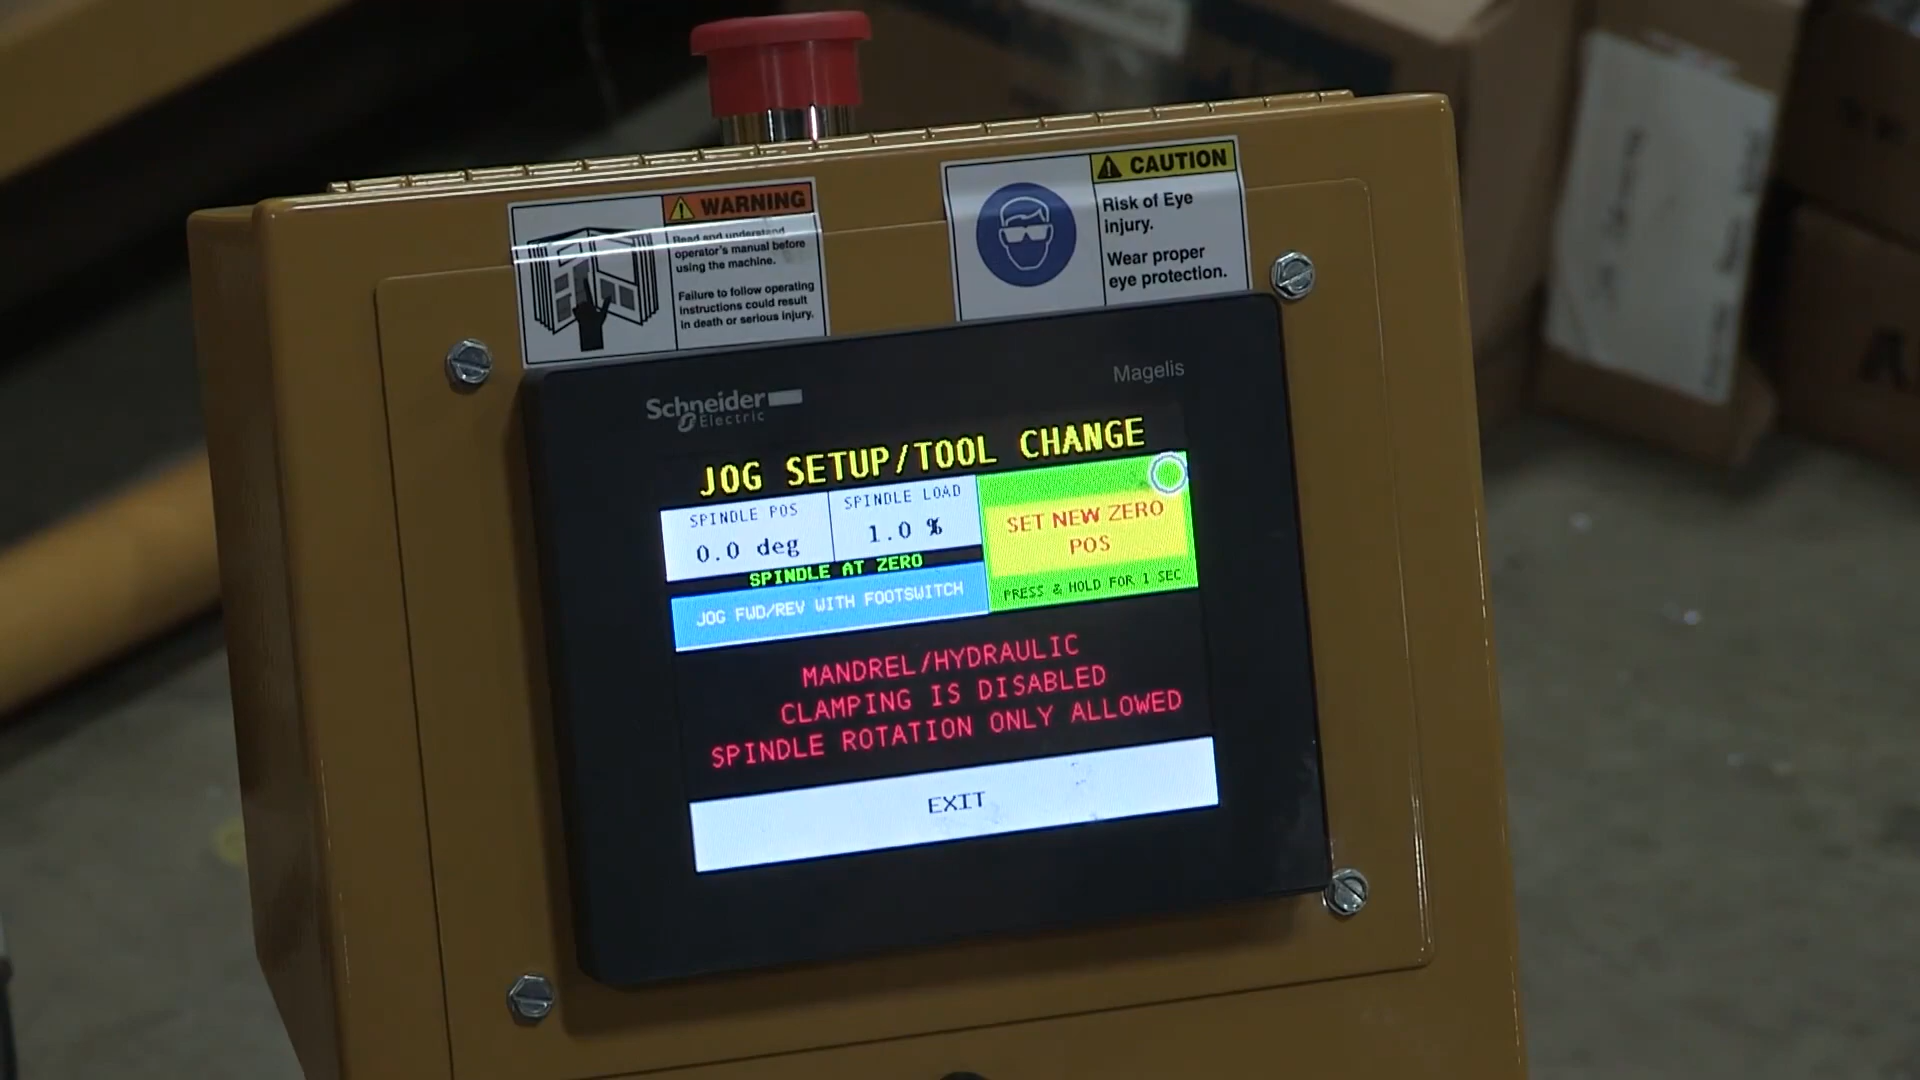 WARNING
Read and understand
operator's manual before
using the machine.
Failure to follow operating
instructions could result
in death or serious injury.
CAUTION
Risk of Eye
injury.
Wear proper
eye protection.
Schneider
Electric
Magelis
JOG SETUP/TOOL CHANGE
SPINDLE POS
0.0 deg
SPINDLE LOAD
1.0 %
SPINDLE AT ZERO
JOG FWD/REV WITH FOOTSWITCH
SET NEW ZERO
POS
PRESS & HOLD FOR 1 SEC
MANDREL/HYDRAULIC
CLAMPING IS DISABLED
SPINDLE ROTATION ONLY ALLOWED
EXIT